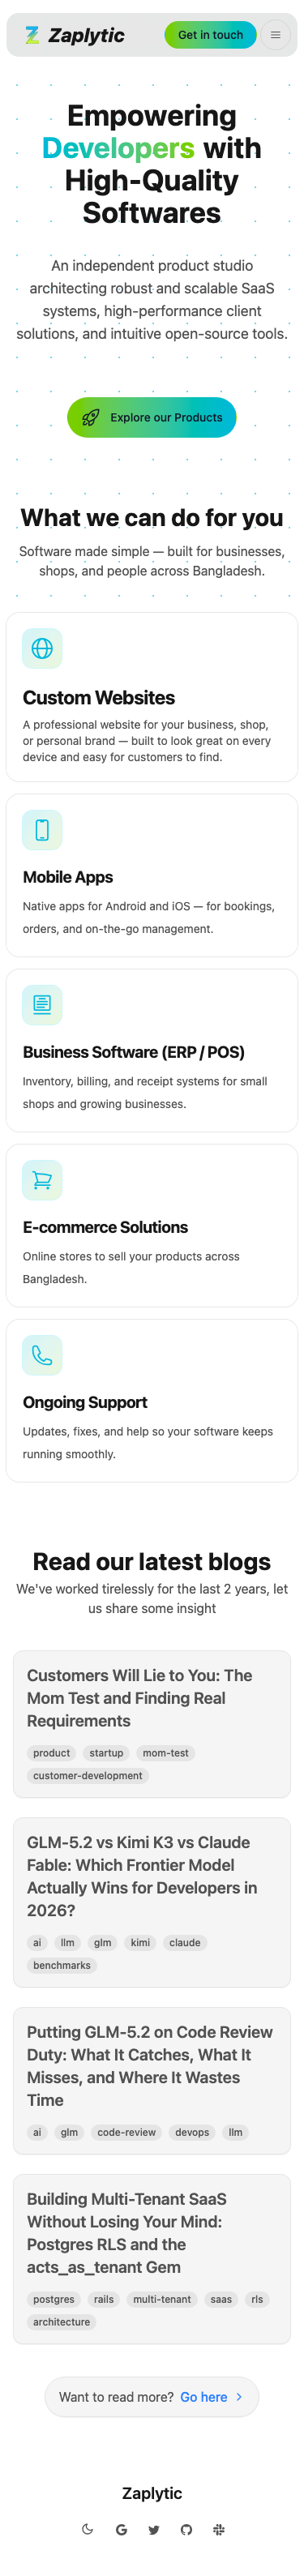 Zaplytic
Get in touch
Empowering
Developers with
High-Quality
Softwares
An independent product studio
architecting robust and scalable SaaS
systems, high-performance client
solutions, and intuitive open-source tools.
Explore our Products
What we can do for you
Software made simple — built for businesses,
shops, and people across Bangladesh.
Custom Websites
A professional website for your business, shop,
or personal brand — built to look great on every
device and easy for customers to find.
Mobile Apps
Native apps for Android and iOS — for bookings,
orders, and on-the-go management.
Business Software (ERP / POS)
Inventory, billing, and receipt systems for small
shops and growing businesses.
E-commerce Solutions
Online stores to sell your products across
Bangladesh.
Ongoing Support
Updates, fixes, and help so your software keeps
running smoothly.
Read our latest blogs
We've worked tirelessly for the last 2 years, let
us share some insight
Customers Will Lie to You: The
Mom Test and Finding Real
Requirements
product startup mom-test
customer-development
GLM-5.2 vs Kimi K3 vs Claude
Fable: Which Frontier Model
Actually Wins for Developers in
2026?
ai llm glm kimi claude
benchmarks
Putting GLM-5.2 on Code Review
Duty: What It Catches, What It
Misses, and Where It Wastes
Time
ai glm code-review devops llm
Building Multi-Tenant SaaS
Without Losing Your Mind:
Postgres RLS and the
acts_as_tenant Gem
postgres rails multi-tenant saas rls
architecture
Want to read more? Go here
Zaplytic